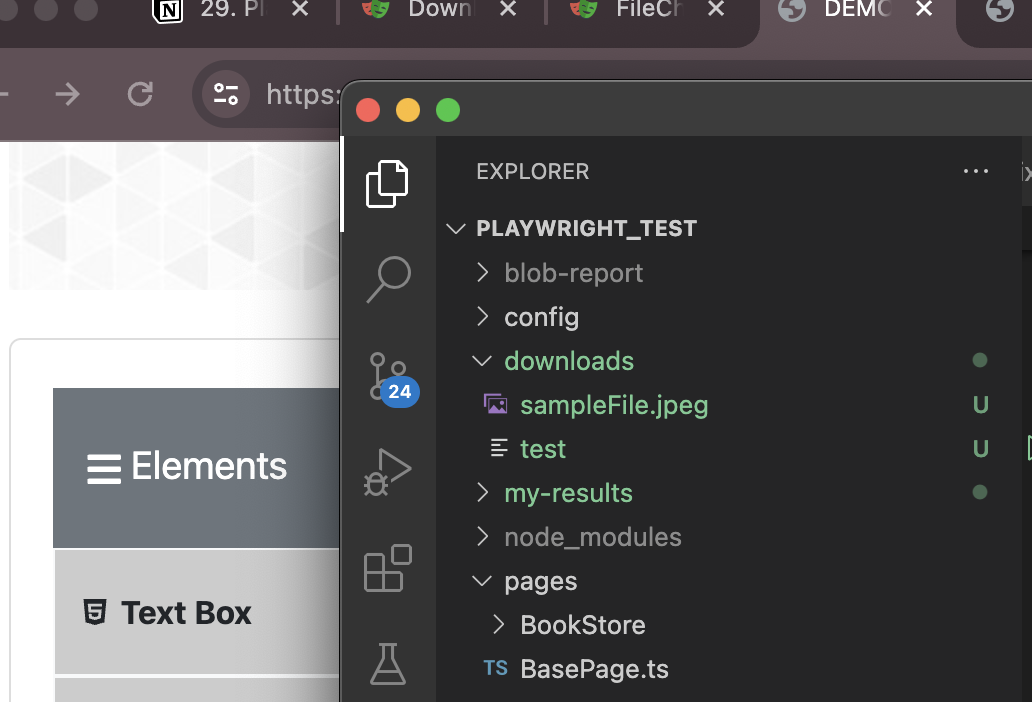 29. Pl
Down
FileCh
DEMO
https:
EXPLORER
PLAYWRIGHT_TEST
blob-report
config
downloads
24
sampleFile.jpeg U
test U
my-results
node_modules
pages
BookStore
TS BasePage.ts
Elements
Text Box